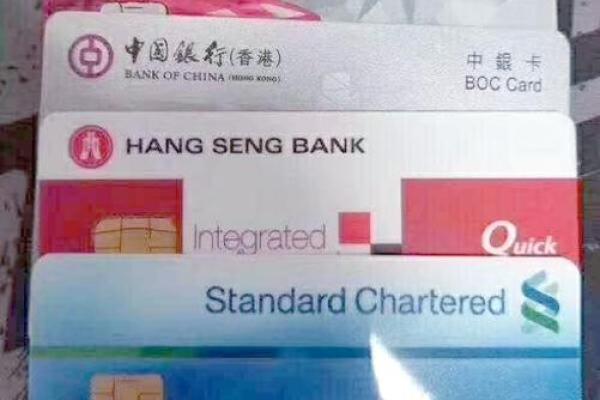 中国銀行(香港)
BANK OF CHINA (HONG KONG)
中銀卡
BOC Card
HANG SENG BANK
Integrated
Quick
Standard Chartered